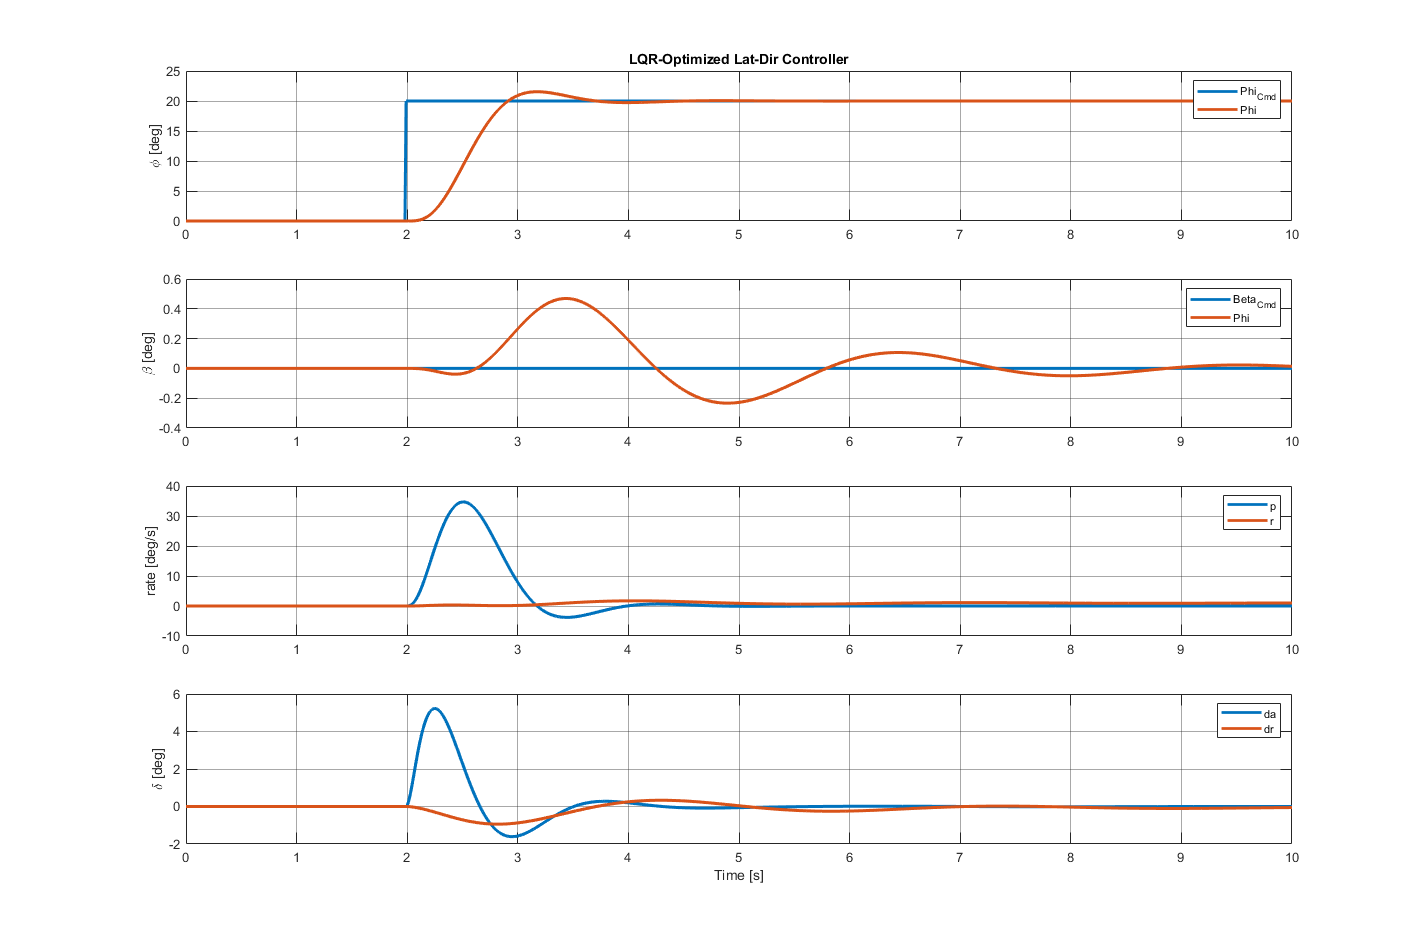 LQR-Optimized Lat-Dir Controller
25
20
15
10
5
0
ϕ [deg]
Phi_Cmd
Phi
0 1 2 3 4 5 6 7 8 9 10
0.6
0.4
0.2
0
-0.2
-0.4
β [deg]
Beta_Cmd
Phi
0 1 2 3 4 5 6 7 8 9 10
40
30
20
10
0
-10
rate [deg/s]
p
r
0 1 2 3 4 5 6 7 8 9 10
6
4
2
0
-2
δ [deg]
da
dr
0 1 2 3 4 5 6 7 8 9 10
Time [s]